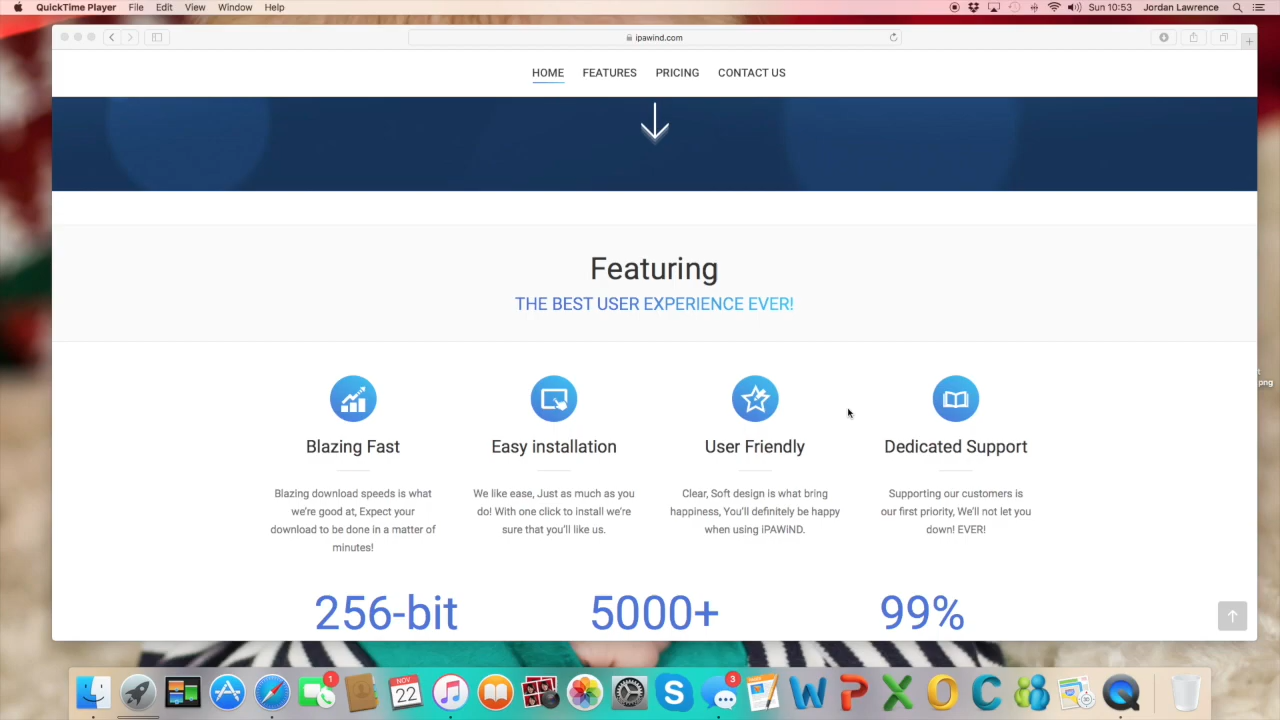 QuickTime Player File Edit View Window Help Sun 10:53 Jordan Lawrence
ipawind.com
HOME FEATURES PRICING CONTACT US
Featuring
THE BEST USER EXPERIENCE EVER!
Blazing Fast
Blazing download speeds is what
we're good at, Expect your
download to be done in a matter of
minutes!
Easy installation
We like ease, Just as much as you
do! With one click to install we're
sure that you'll like us.
User Friendly
Clear, Soft design is what bring
happiness, You'll definitely be happy
when using iPAWiND.
Dedicated Support
Supporting our customers is
our first priority, We'll not let you
down! EVER!
256-bit 5000+ 99%
png
1
NOV
22
3